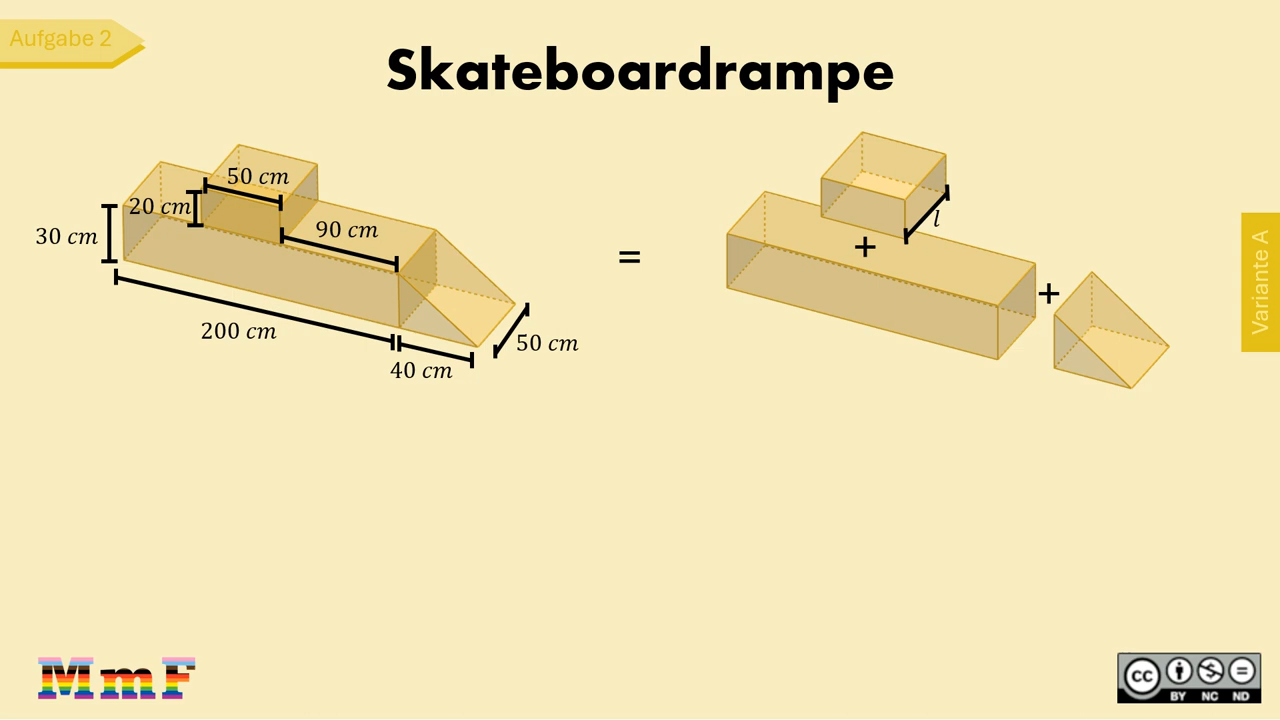 Aufgabe 2
Skateboardrampe
50 cm
20 cm
30 cm
90 cm
200 cm
40 cm
50 cm
=
l
+
+
Variante A
MmF
cc
BY NC ND